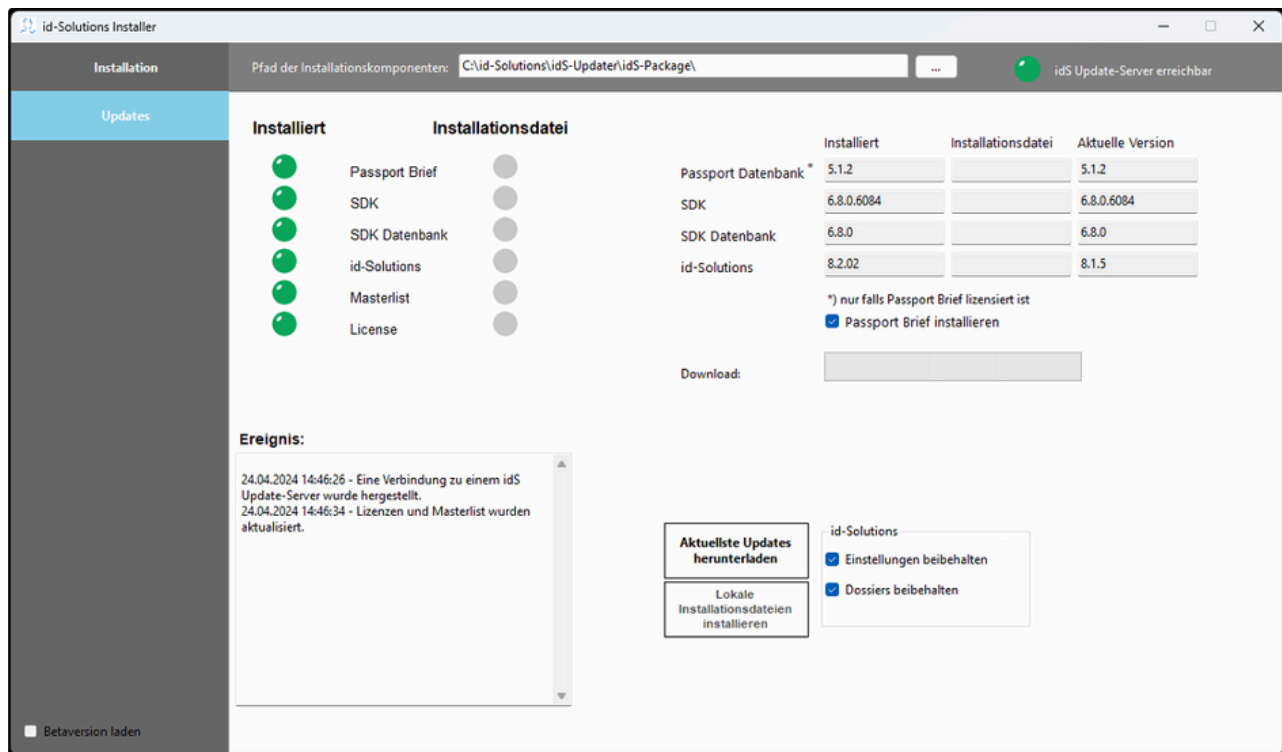 id-Solutions Installer
Installation
Pfad der Installationskomponenten: C:\id-Solutions\idS-Updater\idS-Package\ ... idS Update-Server erreichbar
Updates
Installiert Installationsdatei
Passport Brief
SDK
SDK Datenbank
id-Solutions
Masterlist
License
Installiert Installationsdatei Aktuelle Version
Passport Datenbank * 5.1.2 5.1.2
SDK 6.8.0.6084 6.8.0.6084
SDK Datenbank 6.8.0 6.8.0
id-Solutions 8.2.02 8.1.5
*) nur falls Passport Brief lizensiert ist
Passport Brief installieren
Download:
Ereignis:
24.04.2024 14:46:26 - Eine Verbindung zu einem idS
Update-Server wurde hergestellt.
24.04.2024 14:46:34 - Lizenzen und Masterlist wurden
aktualisiert.
Aktuellste Updates
herunterladen
Lokale
Installationsdateien
installieren
id-Solutions
Einstellungen beibehalten
Dossiers beibehalten
Betaversion laden